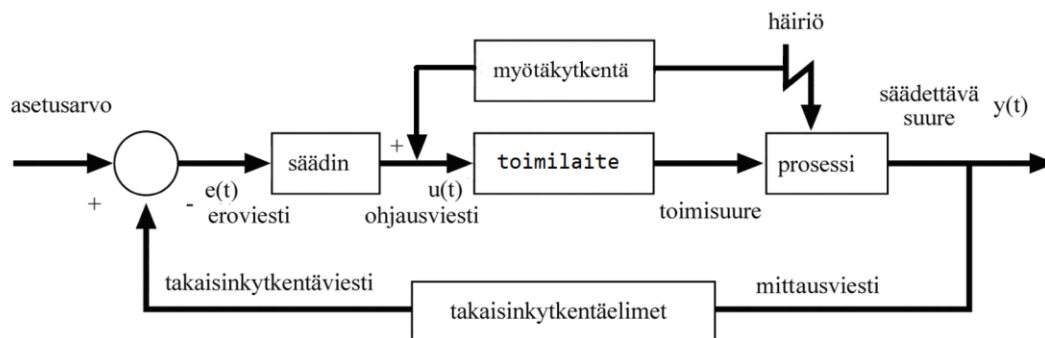 häiriö
myötäkytkentä
asetusarvo
säädettävä
suure
y(t)
+
säädin
+
toimilaite
prosessi
+
-
e(t)
eroviesti
u(t)
ohjausviesti
toimisuure
takaisinkytkentäviesti
takaisinkytkentäelimet
mittausviesti